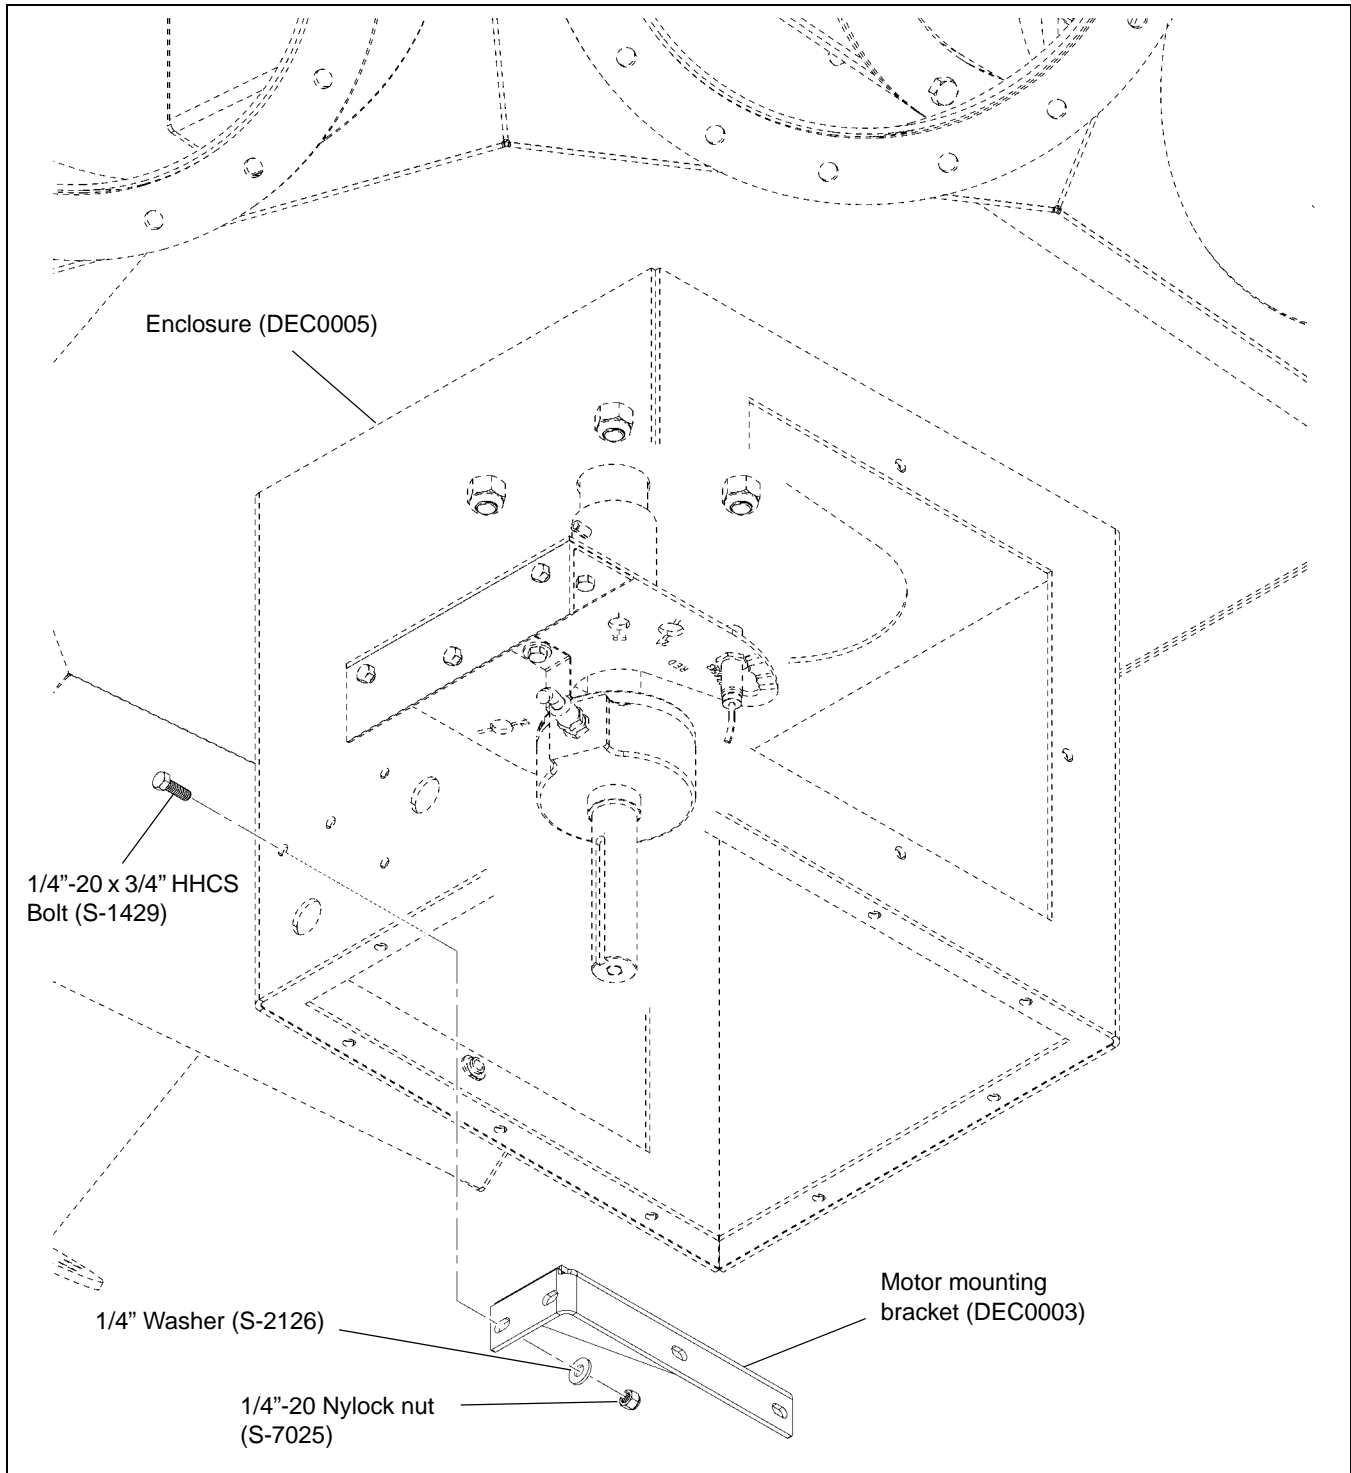 Enclosure (DEC0005)
RED
1/4”-20 x 3/4” HHCS
Bolt (S-1429)
Motor mounting
bracket (DEC0003)
1/4” Washer (S-2126)
1/4”-20 Nylock nut
(S-7025)